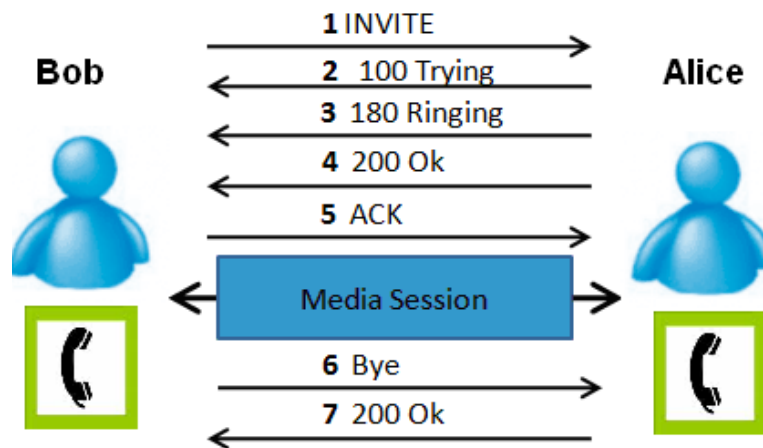 1 INVITE
Bob
Alice
2 100 Trying
3 180 Ringing
4 200 Ok
5 ACK
Media Session
6 Bye
7 200 Ok